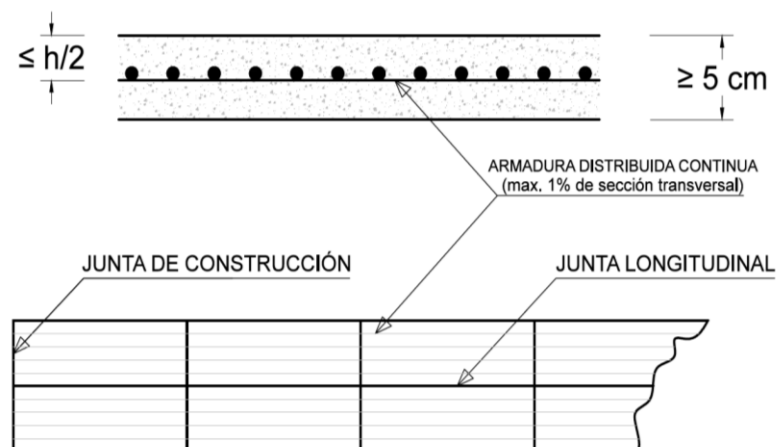 ≤ h/2
≥ 5 cm
ARMADURA DISTRIBUIDA CONTINUA
(max. 1% de sección transversal)
JUNTA DE CONSTRUCCIÓN
JUNTA LONGITUDINAL